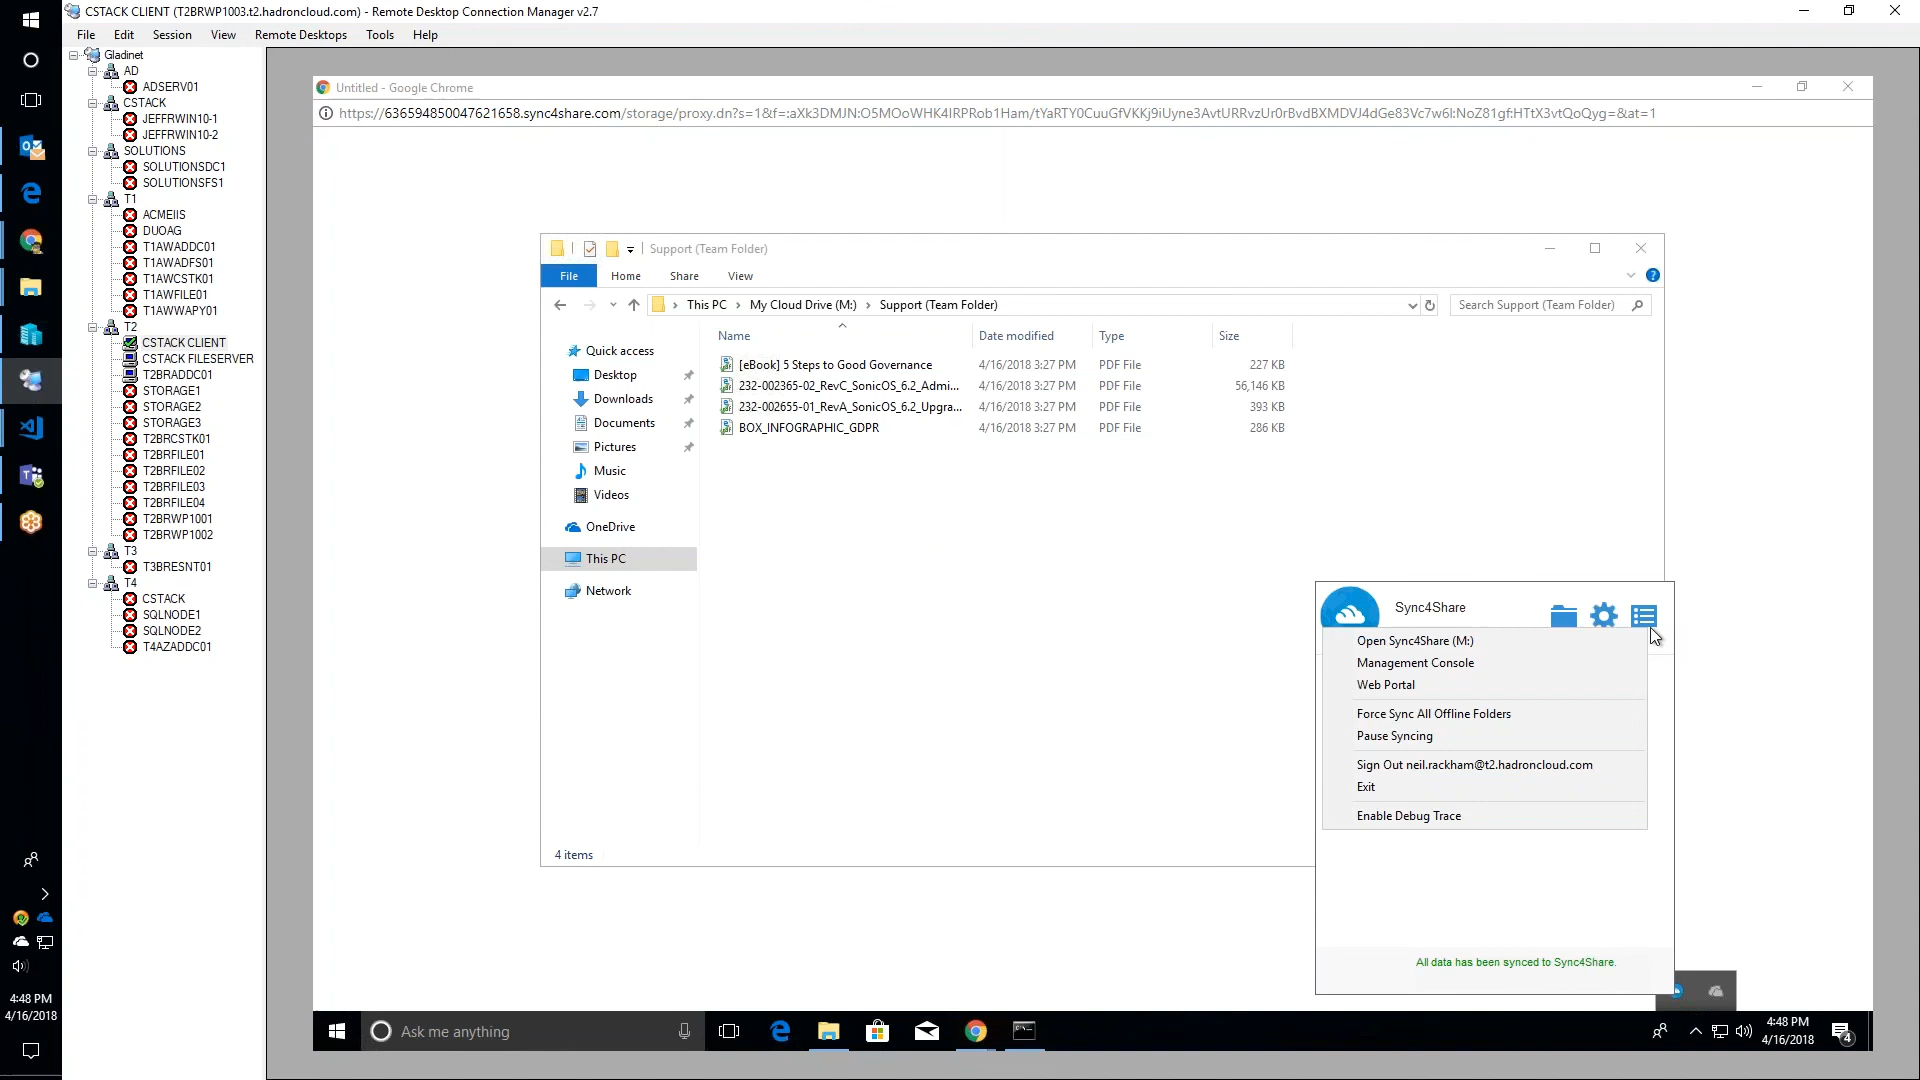 CSTACK CLIENT (T2BRWP1003.t2.hadroncloud.com) - Remote Desktop Connection Manager v2.7
File Edit Session View Remote Desktops Tools Help
Gladinet
AD
ADSERV01
CSTACK
JEFFRWIN10-1
JEFFRWIN10-2
SOLUTIONS
SOLUTIONSDC1
SOLUTIONSFS1
T1
ACMEIIS
DUOAG
T1AWADDC01
T1AWADFS01
T1AWCSTK01
T1AWFILE01
T1AWWAPY01
T2
CSTACK CLIENT
CSTACK FILESERVER
T2BRADDC01
STORAGE1
STORAGE2
STORAGE3
T2BRCSTK01
T2BRFILE01
T2BRFILE02
T2BRFILE03
T2BRFILE04
T2BRWP1001
T2BRWP1002
T3
T3BRESNT01
T4
CSTACK
SQLNODE1
SQLNODE2
T4AZADDC01
4:48 PM
4/16/2018
Untitled - Google Chrome
https://636594850047621658.sync4share.com/storage/proxy.dn?s=1&f=:aXk3DMJN:O5MOoWHK4IRPRob1Ham/tYaRTY0CuuGfVKKj9iUyne3AvtURRvzUr0rBvdBXMDVJ4dGe83Vc7w6I:NoZ81gf:HTtX3vtQoQyg=&at=1
Support (Team Folder)
File Home Share View
This PC > My Cloud Drive (M:) > Support (Team Folder)
Search Support (Team Folder)
Name Date modified Type Size
[eBook] 5 Steps to Good Governance 4/16/2018 3:27 PM PDF File 227 KB
232-002365-02_RevC_SonicOS_6.2_Admi... 4/16/2018 3:27 PM PDF File 56,146 KB
232-002655-01_RevA_SonicOS_6.2_Upgra... 4/16/2018 3:27 PM PDF File 393 KB
BOX_INFOGRAPHIC_GDPR 4/16/2018 3:27 PM PDF File 286 KB
Quick access
Desktop
Downloads
Documents
Pictures
Music
Videos
OneDrive
This PC
Network
4 items
Sync4Share
Open Sync4Share (M:)
Management Console
Web Portal
Force Sync All Offline Folders
Pause Syncing
Sign Out neil.rackham@t2.hadroncloud.com
Exit
Enable Debug Trace
All data has been synced to Sync4Share.
Ask me anything
4:48 PM
4/16/2018
4